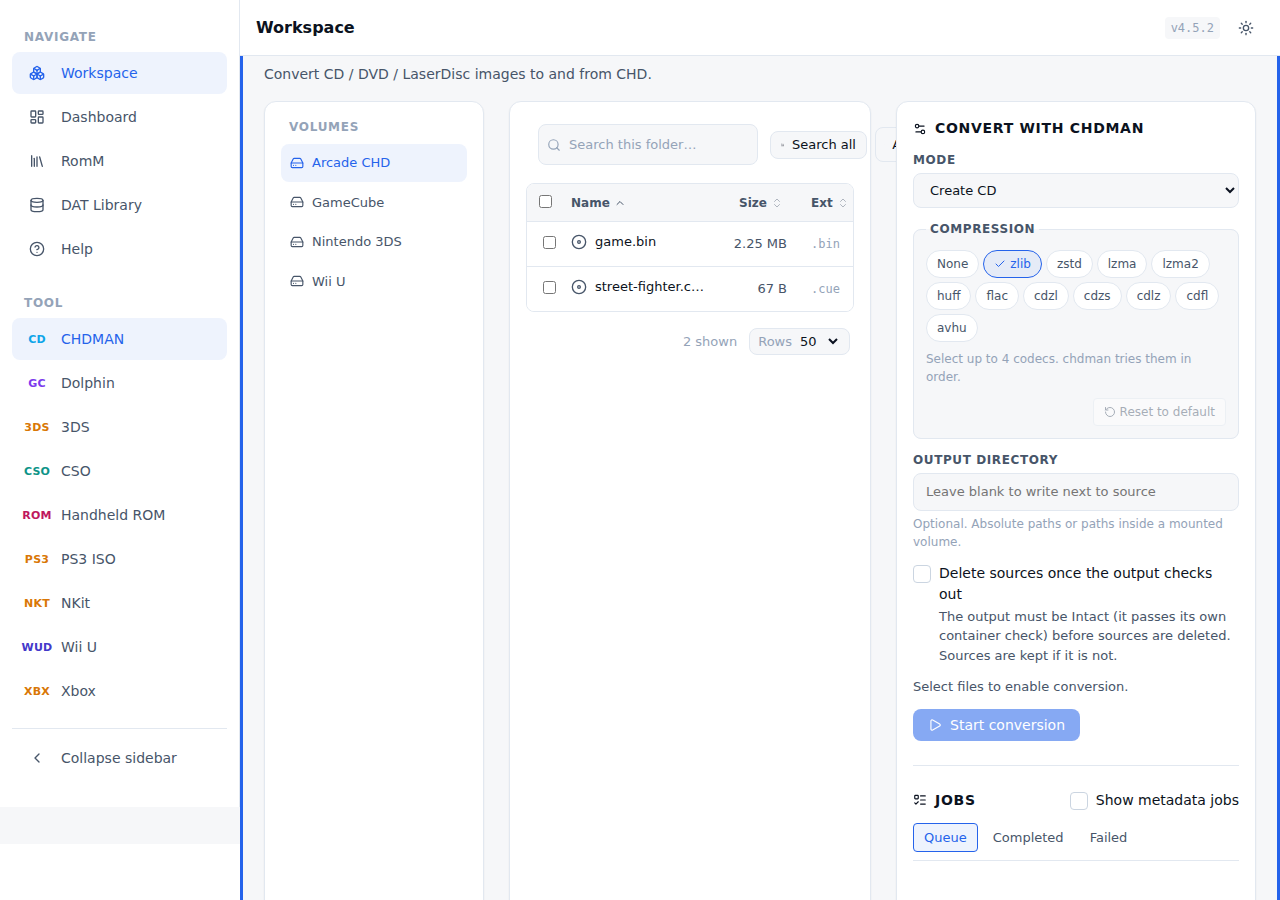 NAVIGATE
Workspace
Dashboard
RomM
DAT Library
Help
TOOL
CD CHDMAN
GC Dolphin
3DS 3DS
CSO CSO
ROM Handheld ROM
PS3 PS3 ISO
NKT NKit
WUD Wii U
XBX Xbox
Collapse sidebar
Workspace
v4.5.2
Convert CD / DVD / LaserDisc images to and from CHD.
VOLUMES
Arcade CHD
GameCube
Nintendo 3DS
Wii U
Search this folder… Search all
Name Size Ext
game.bin 2.25 MB .bin
street-fighter.c… 67 B .cue
2 shown Rows 50
CONVERT WITH CHDMAN
MODE
Create CD
COMPRESSION
None zlib zstd lzma lzma2
huff flac cdzl cdzs cdlz cdfl
avhu
Select up to 4 codecs. chdman tries them in
order.
Reset to default
OUTPUT DIRECTORY
Leave blank to write next to source
Optional. Absolute paths or paths inside a mounted
volume.
Delete sources once the output checks
out
The output must be Intact (it passes its own
container check) before sources are deleted.
Sources are kept if it is not.
Select files to enable conversion.
Start conversion
JOBS Show metadata jobs
Queue Completed Failed